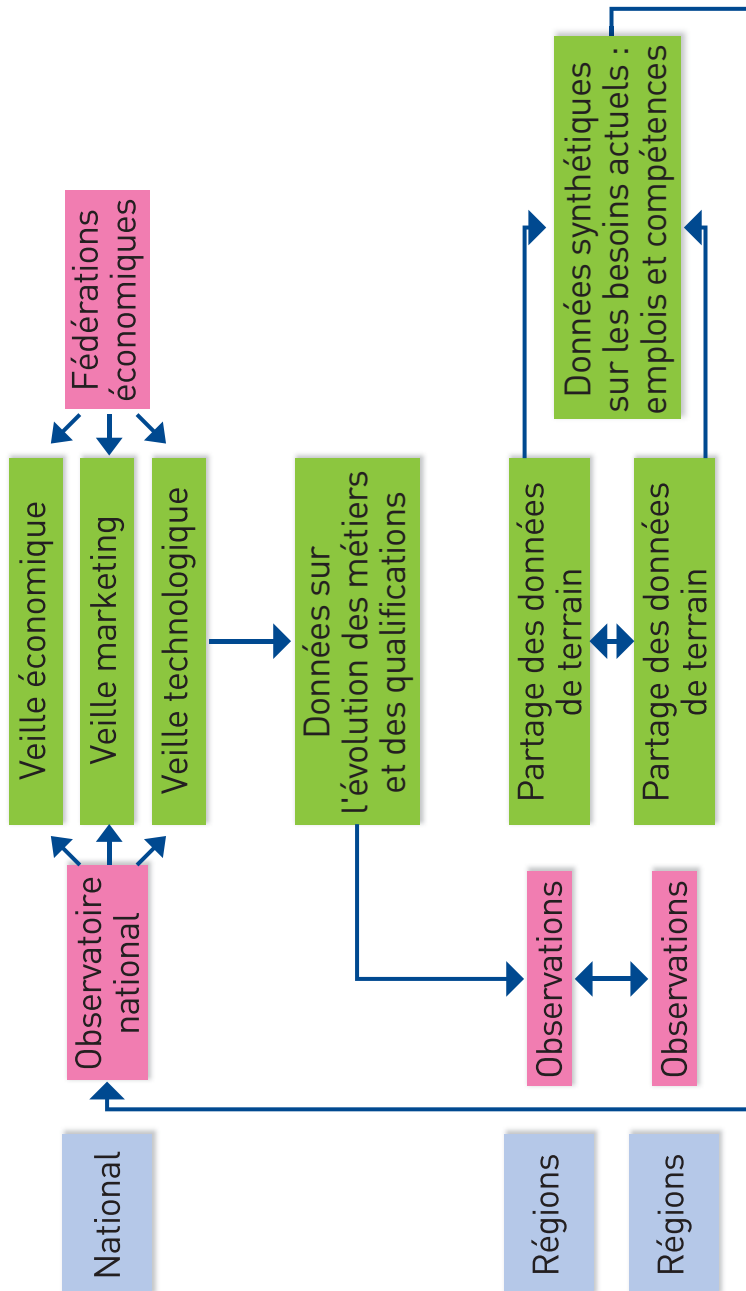 National
Observatoire
national
Veille économique
Veille marketing
Veille technologique
Fédérations
économiques
Données sur
l'évolution des métiers
et des qualifications
Régions
Observations
Partage des données
de terrain
Régions
Observations
Partage des données
de terrain
Données synthétiques
sur les besoins actuels :
emplois et compétences